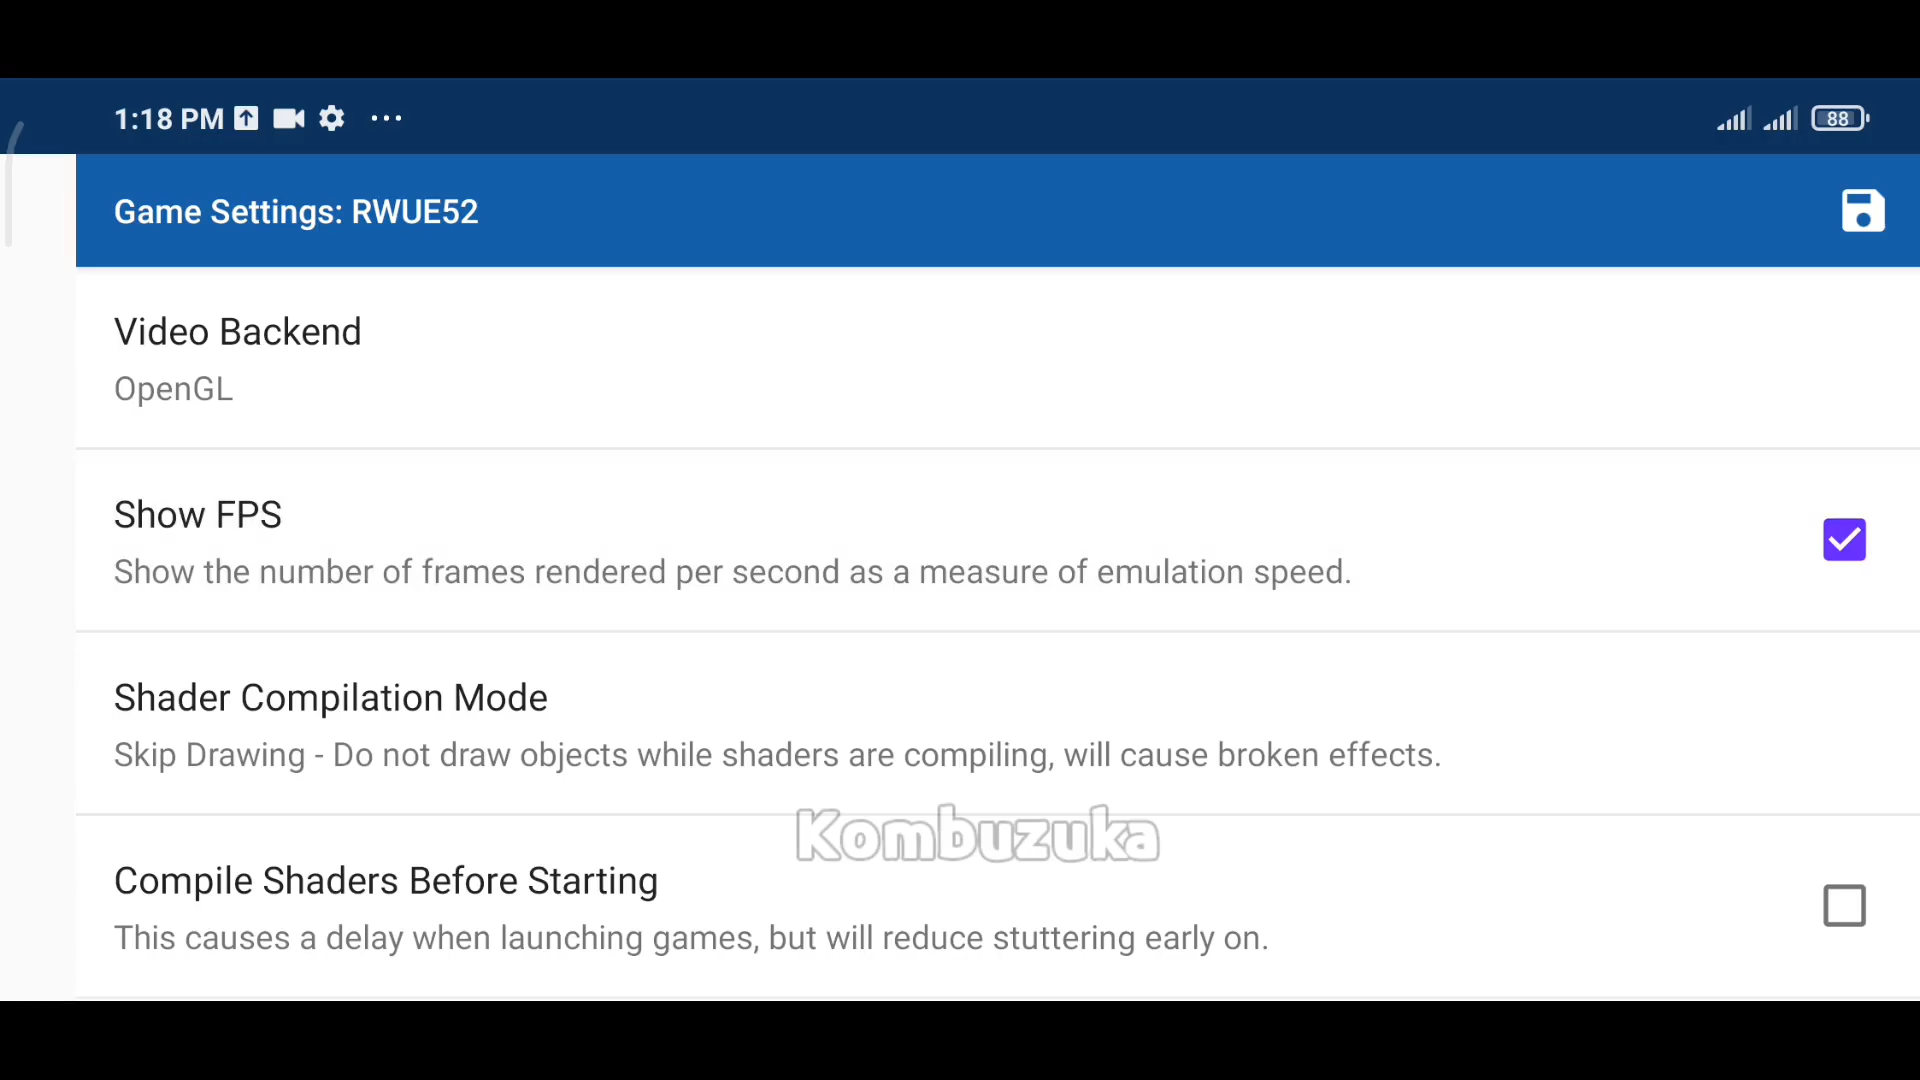 1:18 PM
88
Game Settings: RWUE52
Video Backend
OpenGL
Show FPS
Show the number of frames rendered per second as a measure of emulation speed.
Shader Compilation Mode
Skip Drawing - Do not draw objects while shaders are compiling, will cause broken effects.
Kombuzuka
Compile Shaders Before Starting
This causes a delay when launching games, but will reduce stuttering early on.